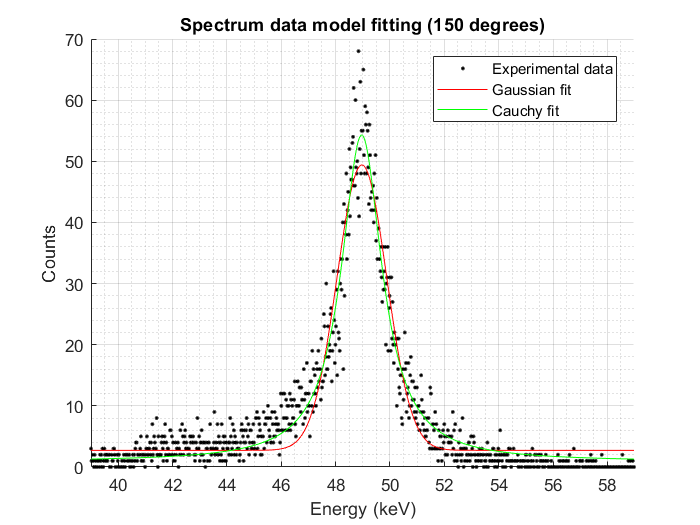 Spectrum data model fitting (150 degrees)
70
60
50
40
30
20
10
0
Counts
Experimental data
Gaussian fit
Cauchy fit
40 42 44 46 48 50 52 54 56 58
Energy (keV)